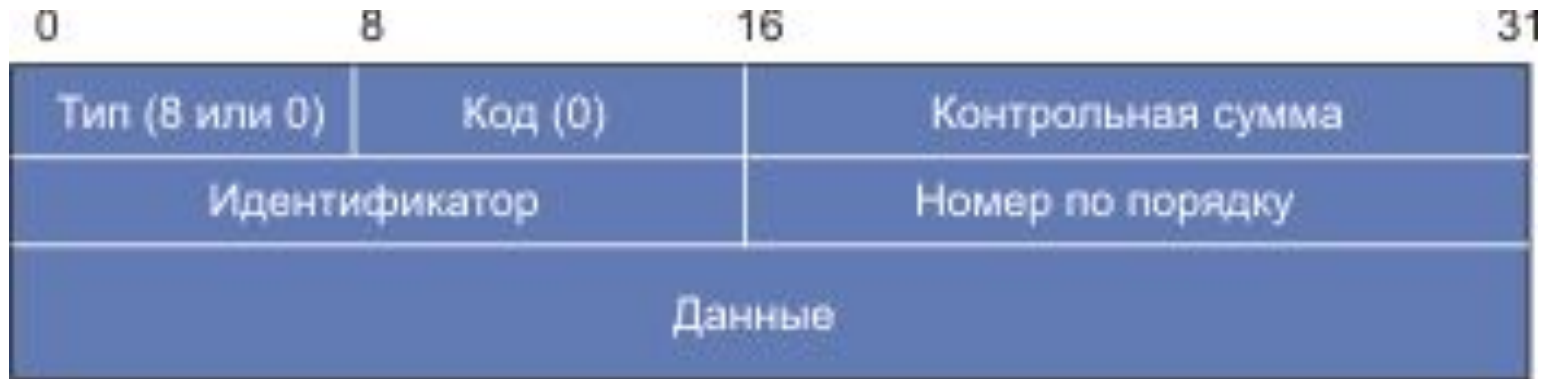 0 8 16 31
Тип (8 или 0) Код (0) Контрольная сумма
Идентификатор Номер по порядку
Данные